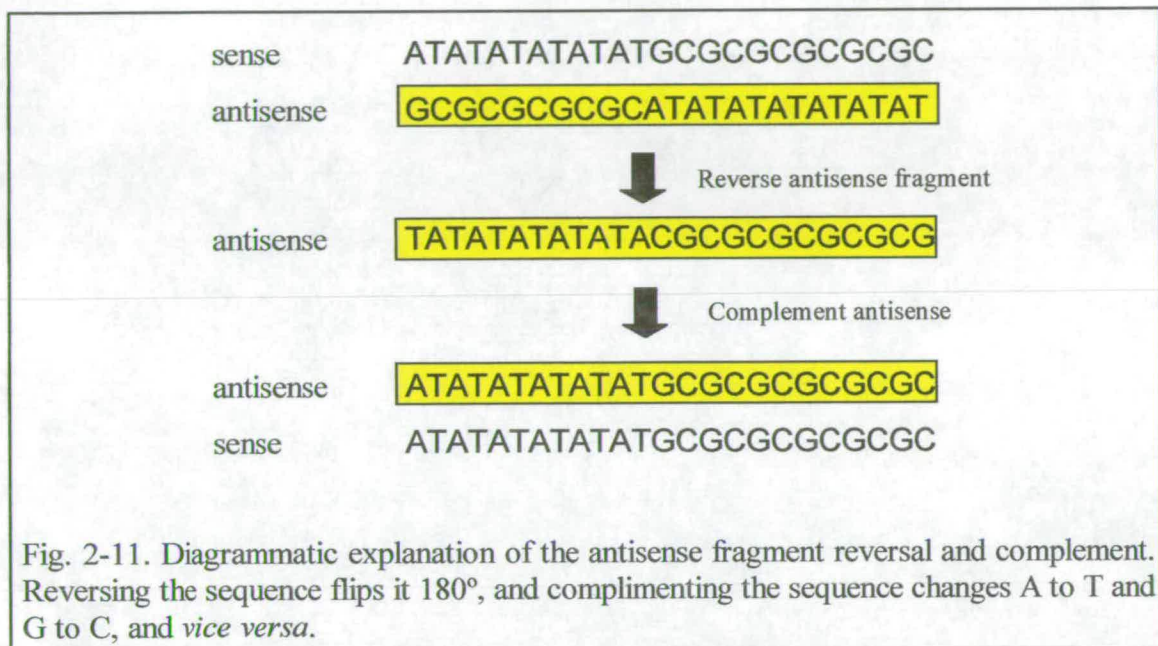 sense ATATATATATATGCGCGCGCGCGC
antisense GCGCGCGCGCATATATATATATAT
Reverse antisense fragment
antisense TATATATATATACGCGCGCGCGCG
Complement antisense
antisense ATATATATATATGCGCGCGCGCGC
sense ATATATATATATGCGCGCGCGCGC
Fig. 2-11. Diagrammatic explanation of the antisense fragment reversal and complement.
Reversing the sequence flips it 180º, and complimenting the sequence changes A to T and
G to C, and vice versa.